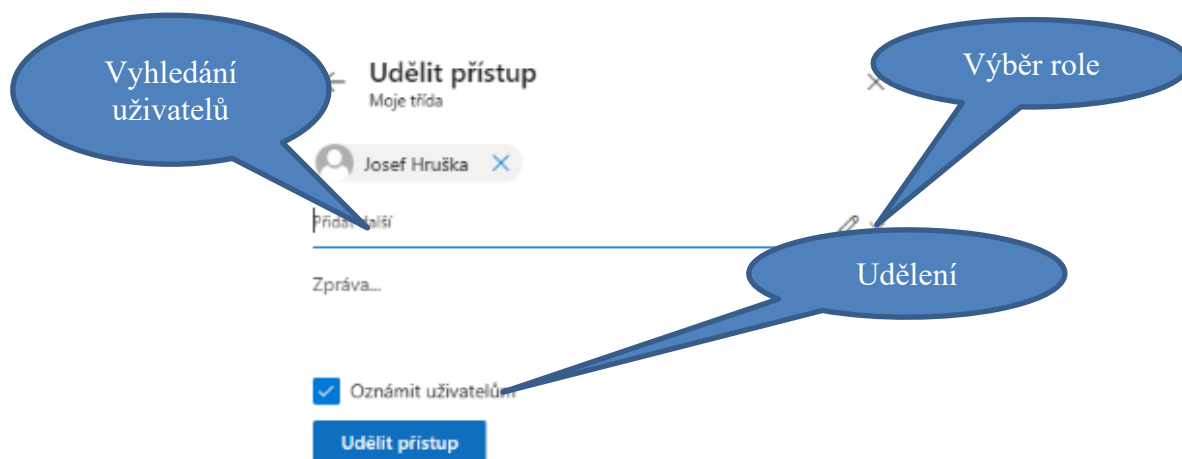 Vyhledání
uživatelů
Udělit přístup
Moje třída
Výběr role
Josef Hruška
Přidat další
Udělení
Zpráva...
Oznámit uživatelům
Udělit přístup